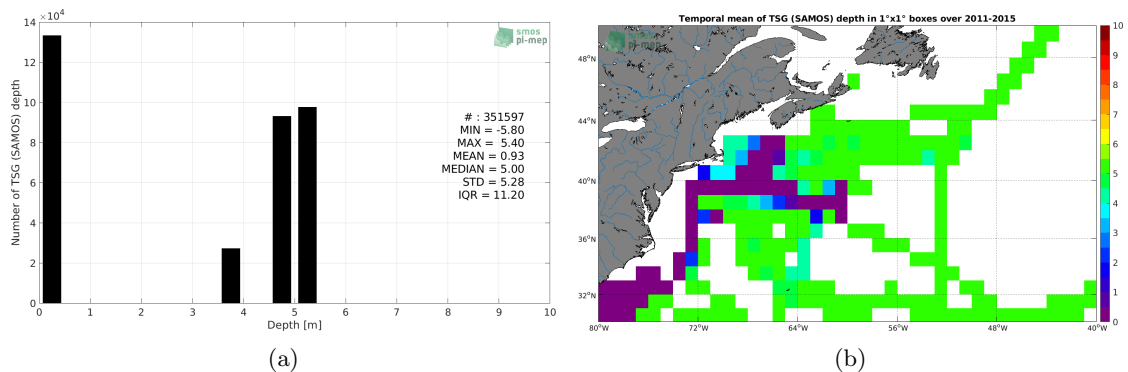 14 ×10⁴
12
10
8
6
4
2
0
Number of TSG (SAMOS) depth
0 1 2 3 4 5 6 7 8 9 10
Depth [m]
smos
pi-mep
# : 351597
MIN = -5.80
MAX = 5.40
MEAN = 0.93
MEDIAN = 5.00
STD = 5.28
IQR = 11.20
(a)
Temporal mean of TSG (SAMOS) depth in 1°x1° boxes over 2011-2015
smos
pi-mep
48°N
44°N
40°N
36°N
32°N
80°W 72°W 64°W 56°W 48°W 40°W
10
9
8
7
6
5
4
3
2
1
0
(b)